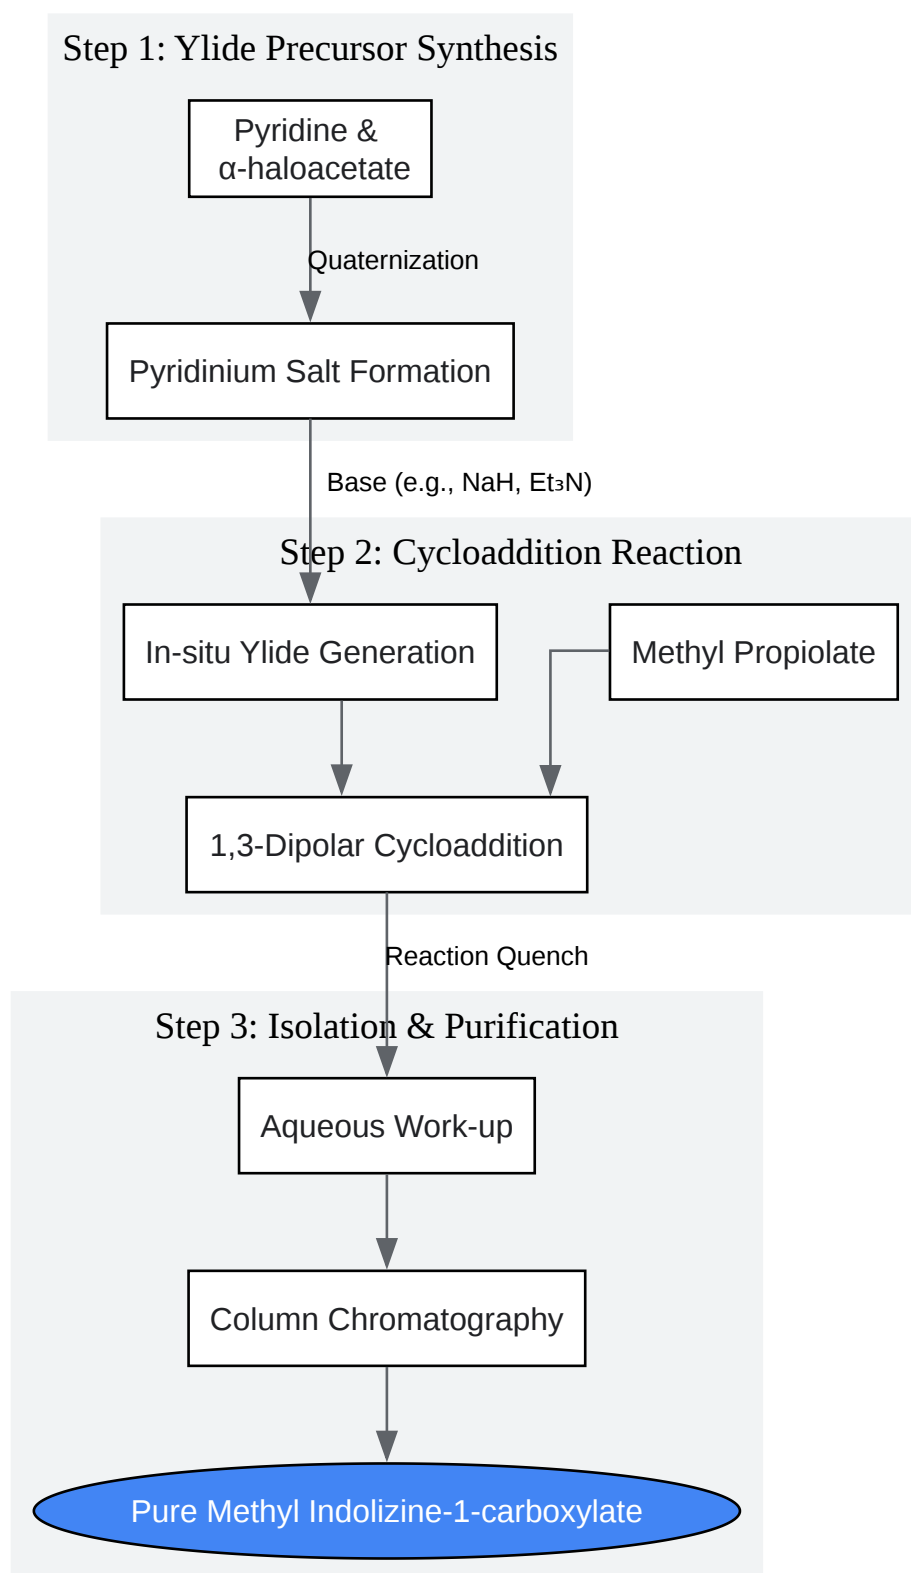 Step 1: Ylide Precursor Synthesis
Pyridine &
α-haloacetate
Quaternization
Pyridinium Salt Formation
Base (e.g., NaH, Et₃N)
Step 2: Cycloaddition Reaction
In-situ Ylide Generation
Methyl Propiolate
1,3-Dipolar Cycloaddition
Reaction Quench
Step 3: Isolation & Purification
Aqueous Work-up
Column Chromatography
Pure Methyl Indolizine-1-carboxylate